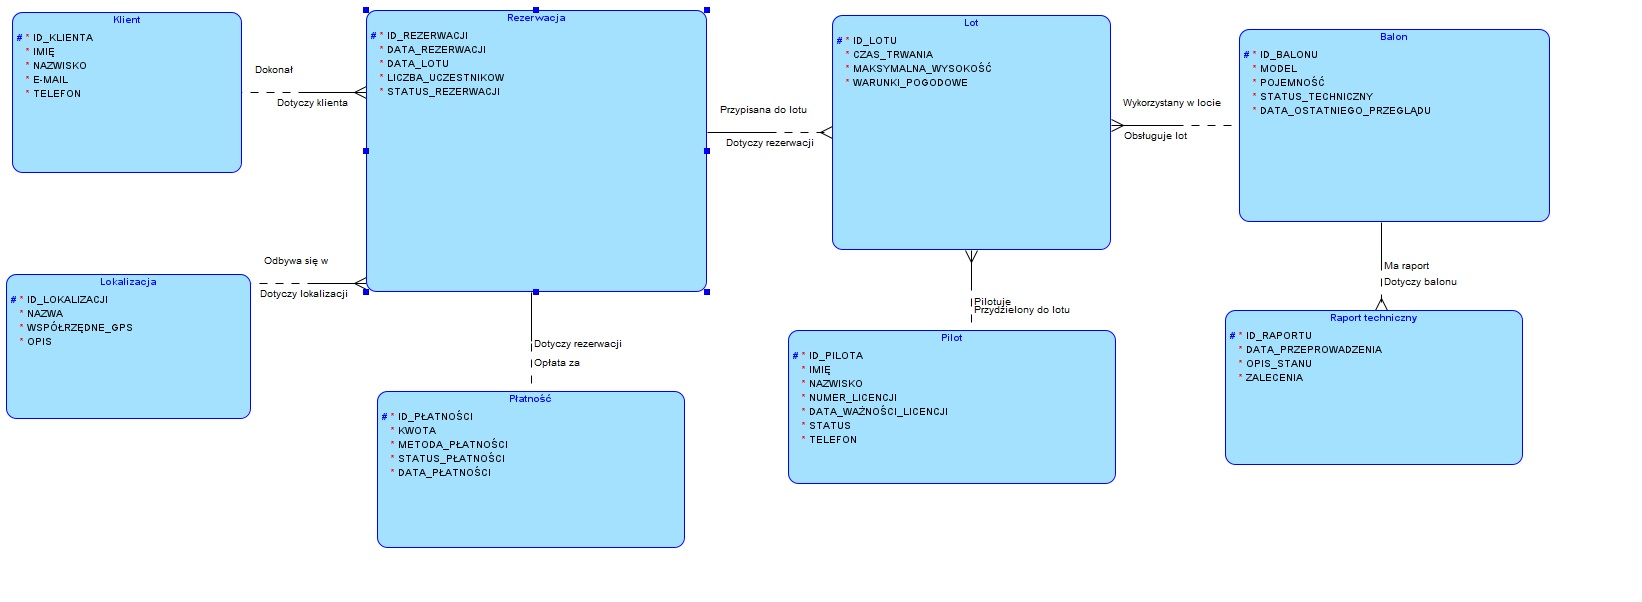 Klient
# * ID_KLIENTA
* IMIĘ
* NAZWISKO
* E-MAIL
* TELEFON
Dokonał
Dotyczy klienta
Rezerwacja
# * ID_REZERWACJI
* DATA_REZERWACJI
* DATA_LOTU
* LICZBA_UCZESTNIKOW
* STATUS_REZERWACJI
Przypisana do lotu
Dotyczy rezerwacji
Lot
# * ID_LOTU
* CZAS_TRWANIA
* MAKSYMALNA_WYSOKOŚĆ
* WARUNKI_POGODOWE
Wykorzystany w locie
Obsługuje lot
Balon
# * ID_BALONU
* MODEL
* POJEMNOŚĆ
* STATUS_TECHNICZNY
* DATA_OSTATNIEGO_PRZEGLĄDU
Odbywa się w
Dotyczy lokalizacji
Lokalizacja
# * ID_LOKALIZACJI
* NAZWA
* WSPÓŁRZĘDNE_GPS
* OPIS
Dotyczy rezerwacji
Opłata za
Płatność
# * ID_PŁATNOŚCI
* KWOTA
* METODA_PŁATNOŚCI
* STATUS_PŁATNOŚCI
* DATA_PŁATNOŚCI
Pilotuje
Przydzielony do lotu
Pilot
# * ID_PILOTA
* IMIĘ
* NAZWISKO
* NUMER_LICENCJI
* DATA_WAŻNOŚCI_LICENCJI
* STATUS
* TELEFON
Ma raport
Dotyczy balonu
Raport techniczny
# * ID_RAPORTU
* DATA_PRZEPROWADZENIA
* OPIS_STANU
* ZALECENIA